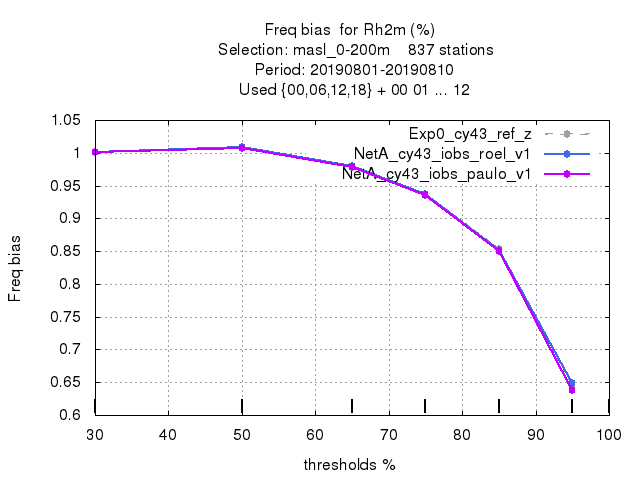 Freq bias for Rh2m (%)
Selection: masl_0-200m 837 stations
Period: 20190801-20190810
Used {00,06,12,18} + 00 01 ... 12
Exp0_cy43_ref_z
NetA_cy43_iobs_roel_v1
NetA_cy43_iobs_paulo_v1
1.05
1
0.95
0.9
0.85
0.8
0.75
0.7
0.65
0.6
Freq bias
30 40 50 60 70 80 90 100
thresholds %